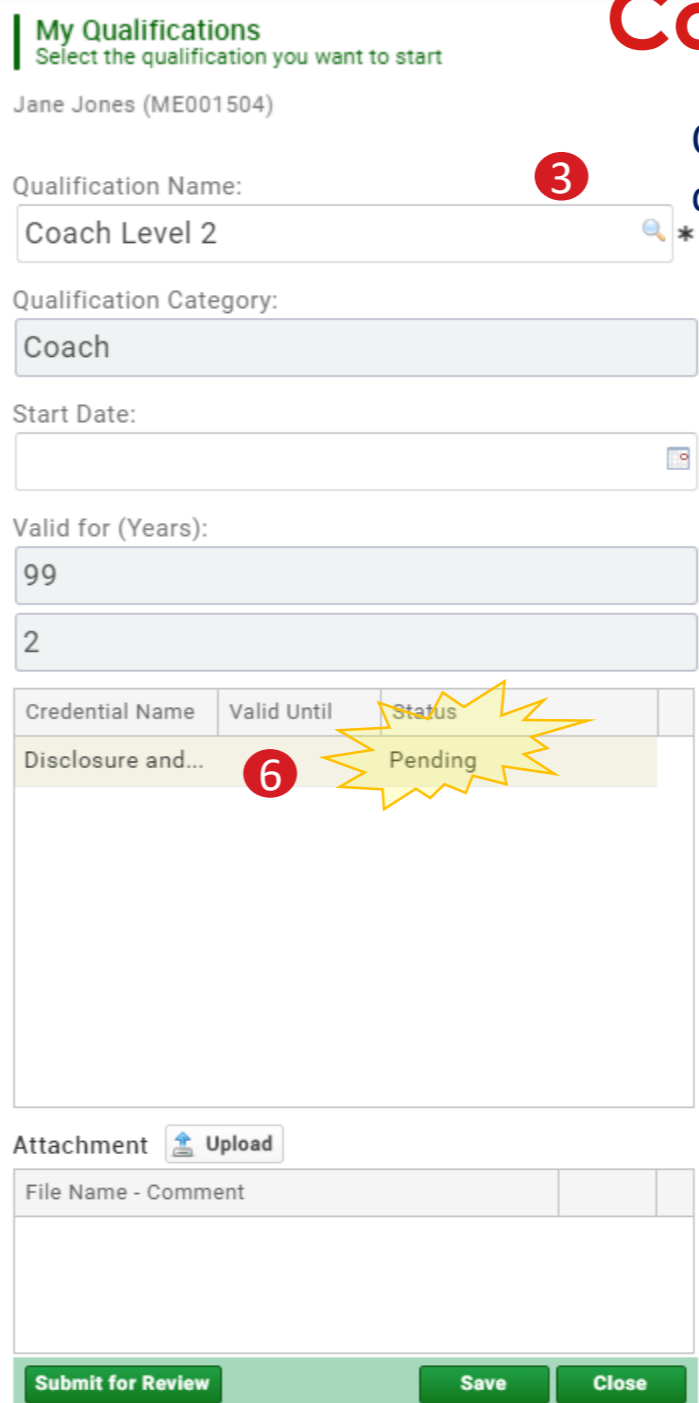 Co
My Qualifications
Select the qualification you want to start
Jane Jones (ME001504)
3
Qualification Name:
Coach Level 2 *
Qualification Category:
Coach
Start Date:
Valid for (Years):
99
2
Credential Name Valid Until Status
Disclosure and... 6 Pending
Attachment Upload
File Name - Comment
Submit for Review Save Close